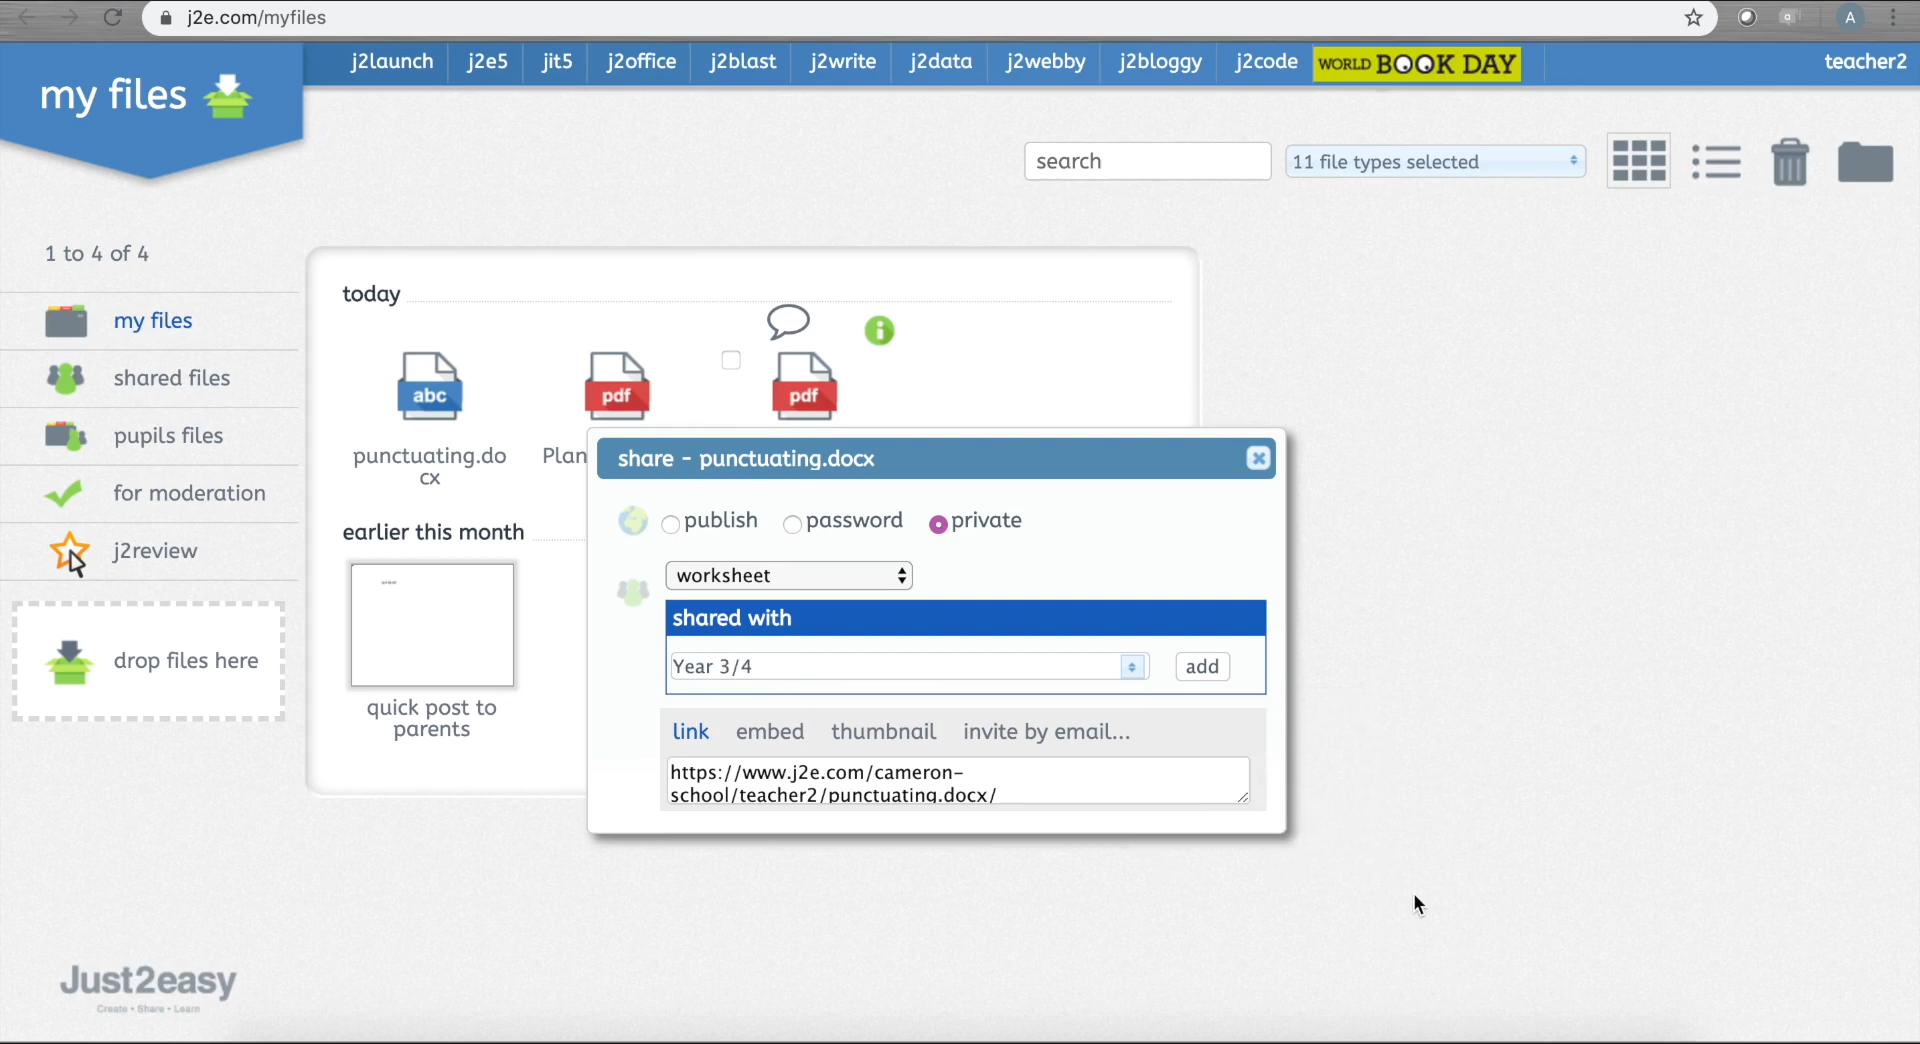 j2e.com/myfiles
A
my files
j2launch j2e5 jit5 j2office j2blast j2write j2data j2webby j2bloggy j2code WORLD BOOK DAY teacher2
search
11 file types selected
1 to 4 of 4
my files
shared files
pupils files
for moderation
j2review
drop files here
today
abc
pdf
pdf
punctuating.do
cx
Plan
earlier this month
quick post to
parents
share - punctuating.docx
publish password private
worksheet
shared with
Year 3/4
add
link embed thumbnail invite by email...
https://www.j2e.com/cameron-
school/teacher2/punctuating.docx/
Just2easy
Create • Share • Learn